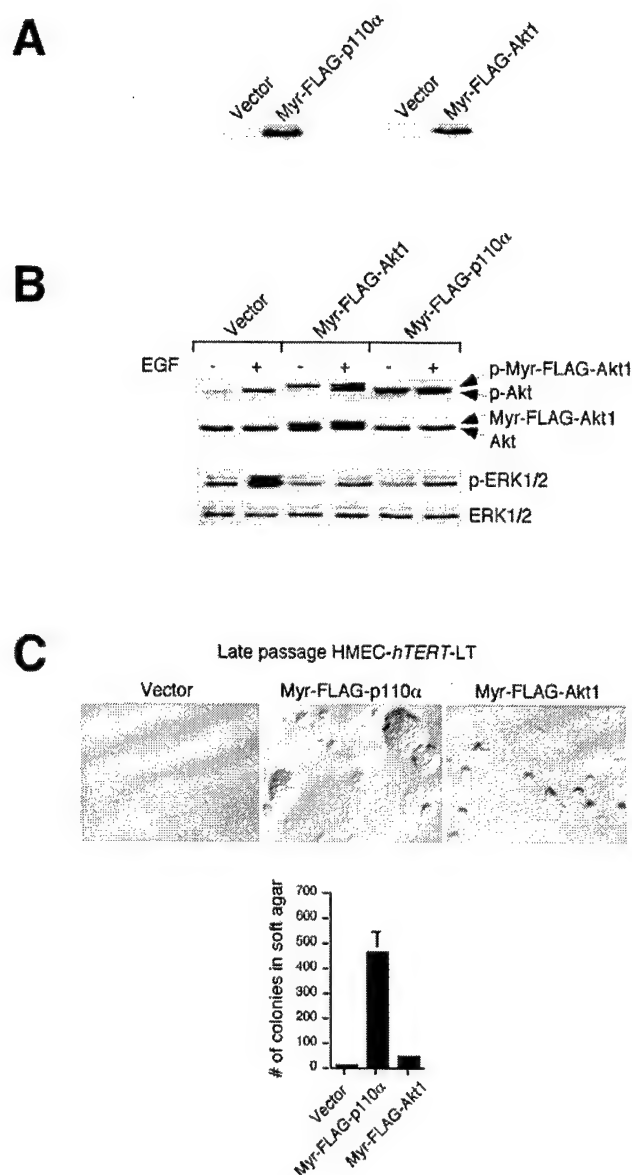 A
Vector
Myr-FLAG-p110α
Vector
Myr-FLAG-Akt1
B
Vector
Myr-FLAG-Akt1
Myr-FLAG-p110α
EGF - + - + - +
p-Myr-FLAG-Akt1
p-Akt
Myr-FLAG-Akt1
Akt
p-ERK1/2
ERK1/2
C
Late passage HMEC-hTERT-LT
Vector
Myr-FLAG-p110α
Myr-FLAG-Akt1
# of colonies in soft agar
700
600
500
400
300
200
100
0
Vector
Myr-FLAG-p110α
Myr-FLAG-Akt1